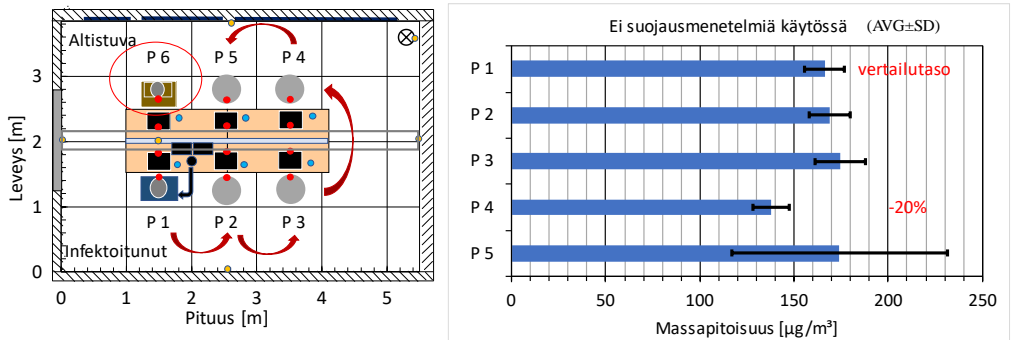 Altistuva
P 6 P 5 P 4
3
2
1
0
Leveys [m]
P 1 P 2 P 3
Infektoitunut
0 1 2 3 4 5
Pituus [m]
Ei suojausmenetelmiä käytössä (AVG±SD)
P 1 vertailutaso
P 2
P 3
P 4 -20%
P 5
0 50 100 150 200 250
Massapitoisuus [µg/m³]